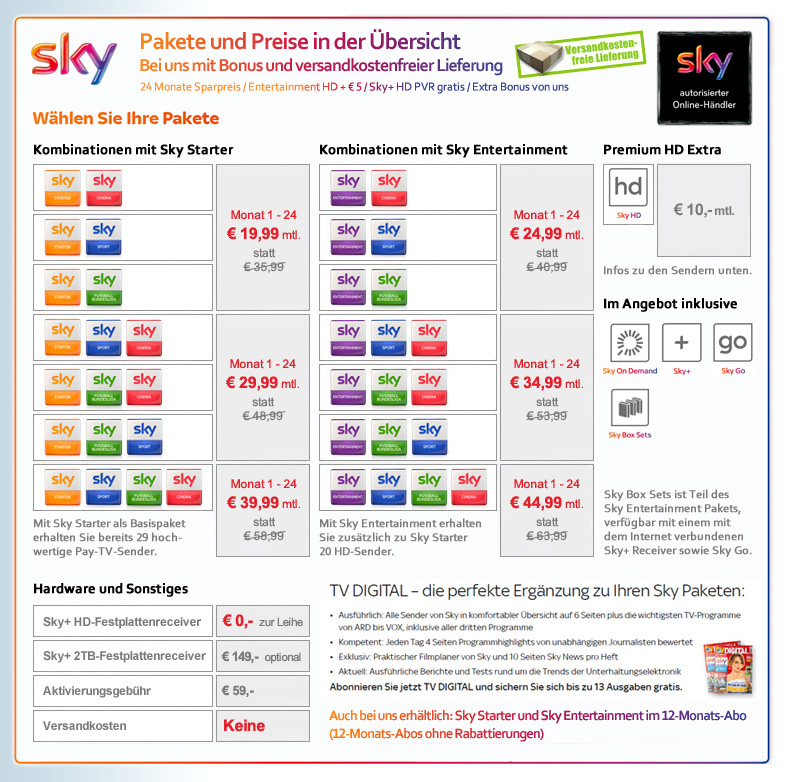 sky
Pakete und Preise in der Übersicht
Bei uns mit Bonus und versandkostenfreier Lieferung
24 Monate Sparpreis / Entertainment HD + € 5 / Sky+ HD PVR gratis / Extra Bonus von uns
Versandkosten-
freie Lieferung
sky
autorisierter
Online-Händler
Wählen Sie Ihre Pakete
Kombinationen mit Sky Starter
sky STARTER sky CINEMA
sky STARTER sky SPORT
sky STARTER sky FUSSBALL BUNDESLIGA
Monat 1 - 24
€ 19,99 mtl.
statt
€ 35,99
sky STARTER sky SPORT sky CINEMA
sky STARTER sky FUSSBALL BUNDESLIGA sky CINEMA
sky STARTER sky FUSSBALL BUNDESLIGA sky SPORT
Monat 1 - 24
€ 29,99 mtl.
statt
€ 48,99
sky STARTER sky SPORT sky FUSSBALL BUNDESLIGA sky CINEMA
Monat 1 - 24
€ 39,99 mtl.
statt
€ 58,99
Mit Sky Starter als Basispaket
erhalten Sie bereits 29 hoch-
wertige Pay-TV-Sender.
Kombinationen mit Sky Entertainment
sky ENTERTAINMENT sky CINEMA
sky ENTERTAINMENT sky SPORT
sky ENTERTAINMENT sky FUSSBALL BUNDESLIGA
Monat 1 - 24
€ 24,99 mtl.
statt
€ 40,99
sky ENTERTAINMENT sky SPORT sky CINEMA
sky ENTERTAINMENT sky FUSSBALL BUNDESLIGA sky CINEMA
sky ENTERTAINMENT sky FUSSBALL BUNDESLIGA sky SPORT
Monat 1 - 24
€ 34,99 mtl.
statt
€ 53,99
sky ENTERTAINMENT sky SPORT sky FUSSBALL BUNDESLIGA sky CINEMA
Monat 1 - 24
€ 44,99 mtl.
statt
€ 63,99
Mit Sky Entertainment erhalten
Sie zusätzlich zu Sky Starter
20 HD-Sender.
Premium HD Extra
hd
Sky HD
€ 10,- mtl.
Infos zu den Sendern unten.
Im Angebot inklusive
+ go
Sky On Demand Sky+ Sky Go
Sky Box Sets
Sky Box Sets ist Teil des
Sky Entertainment Pakets,
verfügbar mit einem mit
dem Internet verbundenen
Sky+ Receiver sowie Sky Go.
Hardware und Sonstiges
Sky+ HD-Festplattenreceiver € 0,- zur Leihe
Sky+ 2TB-Festplattenreceiver € 149,- optional
Aktivierungsgebühr € 59,-
Versandkosten Keine
TV DIGITAL – die perfekte Ergänzung zu Ihren Sky Paketen:
• Ausführlich: Alle Sender von Sky in komfortabler Übersicht auf 6 Seiten plus die wichtigsten TV-Programme
von ARD bis VOX, inklusive aller dritten Programme
• Kompetent: Jeden Tag 4 Seiten Programmhighlights von unabhängigen Journalisten bewertet
• Exklusiv: Praktischer Filmplaner von Sky und 10 Seiten Sky News pro Heft
• Aktuell: Ausführliche Berichte und Tests rund um die Trends der Unterhaltungselektronik
Abonnieren Sie jetzt TV DIGITAL und sichern Sie sich bis zu 13 Ausgaben gratis.
DIGITAL
sky
Auch bei uns erhältlich: Sky Starter und Sky Entertainment im 12-Monats-Abo
(12-Monats-Abos ohne Rabattierungen)